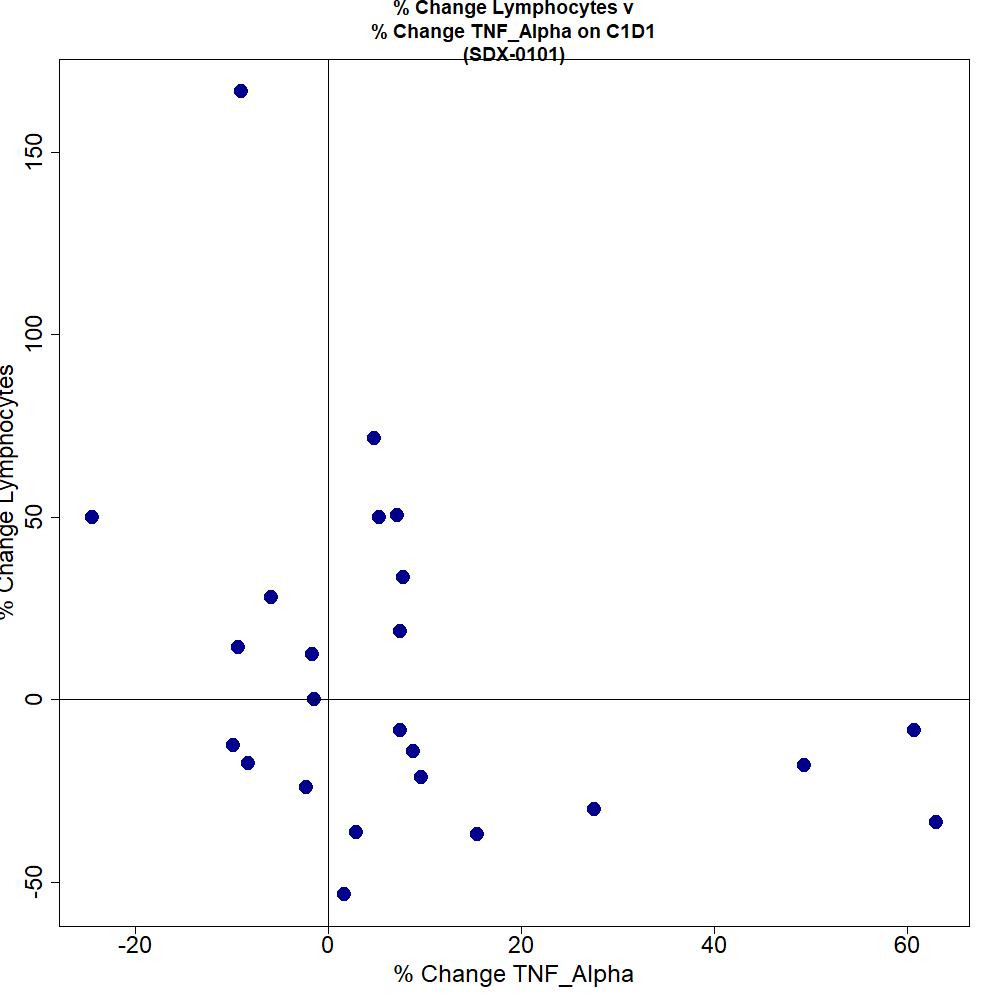 % Change Lymphocytes v
% Change TNF_Alpha on C1D1
(SDX-0101)
% Change Lymphocytes
150
100
50
0
-50
-20 0 20 40 60
% Change TNF_Alpha